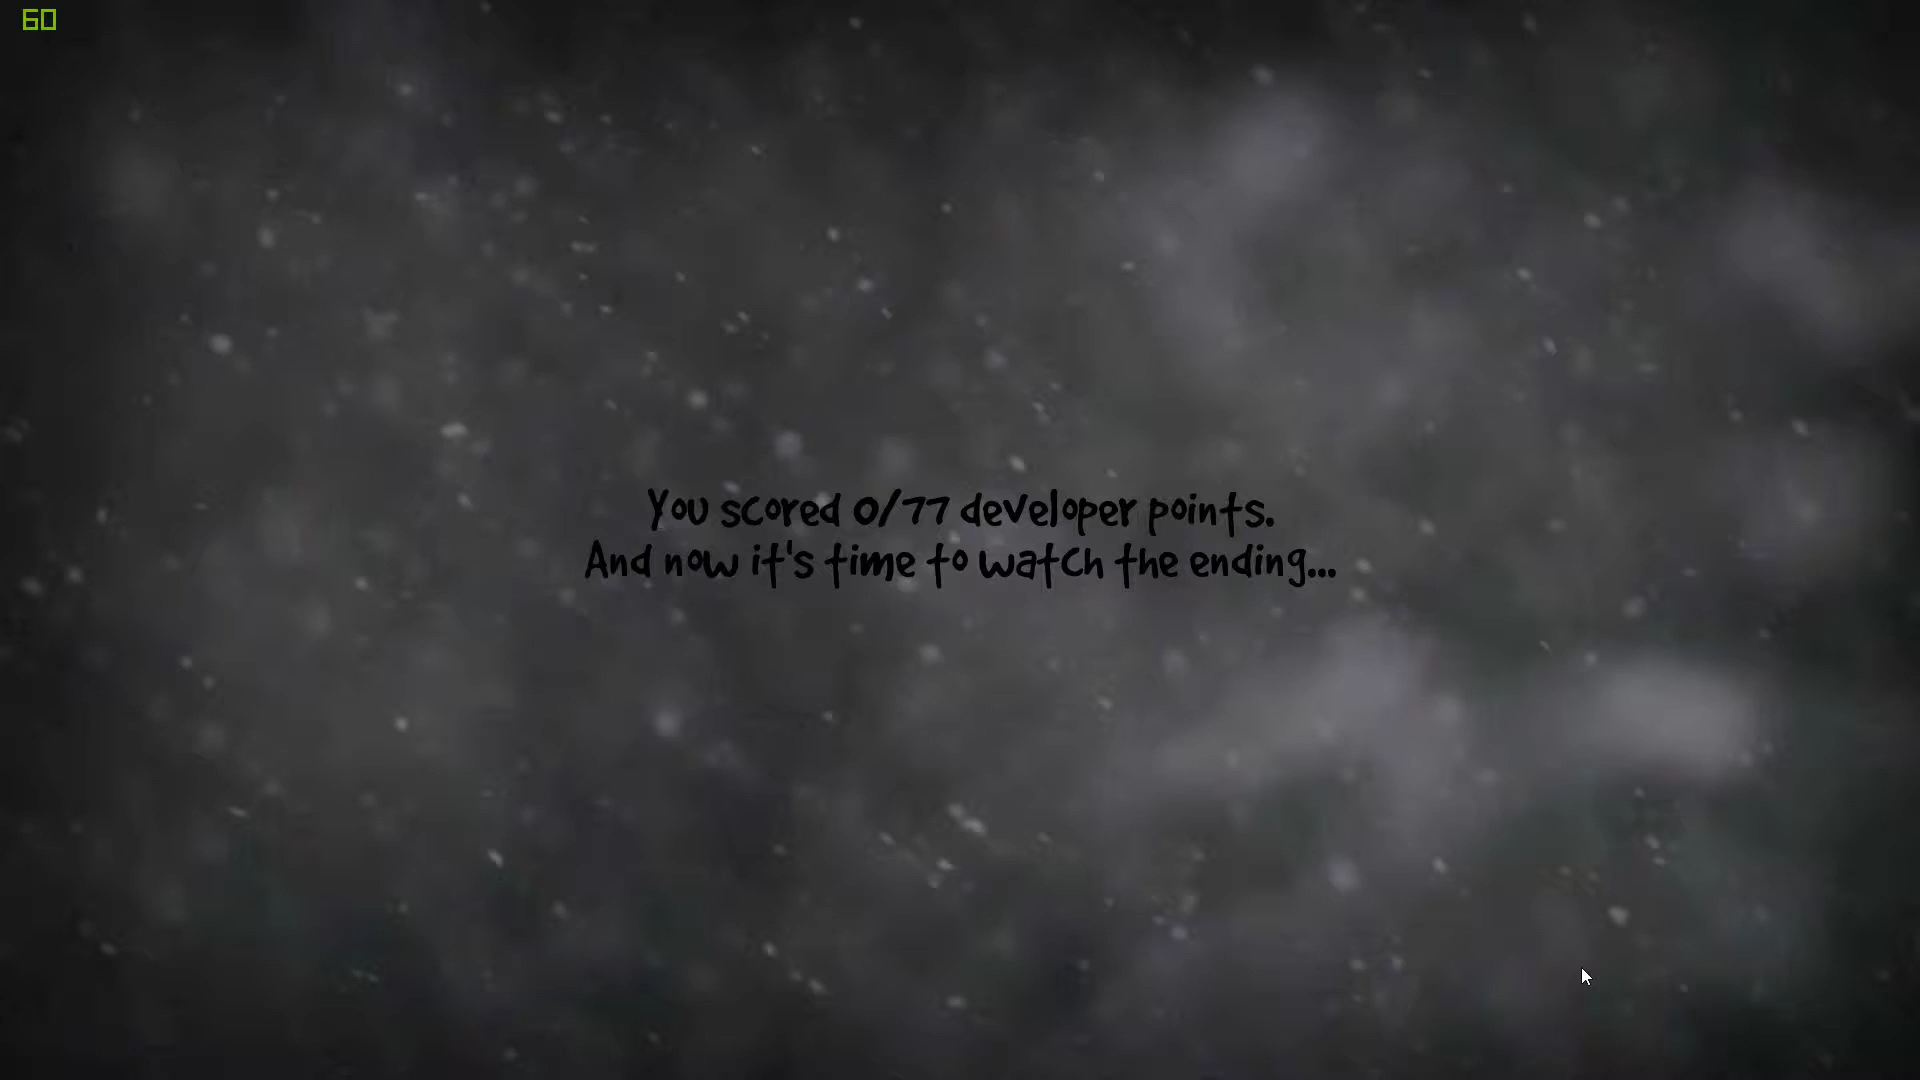 60
You scored 0/77 developer points.
And now it's time to watch the ending...